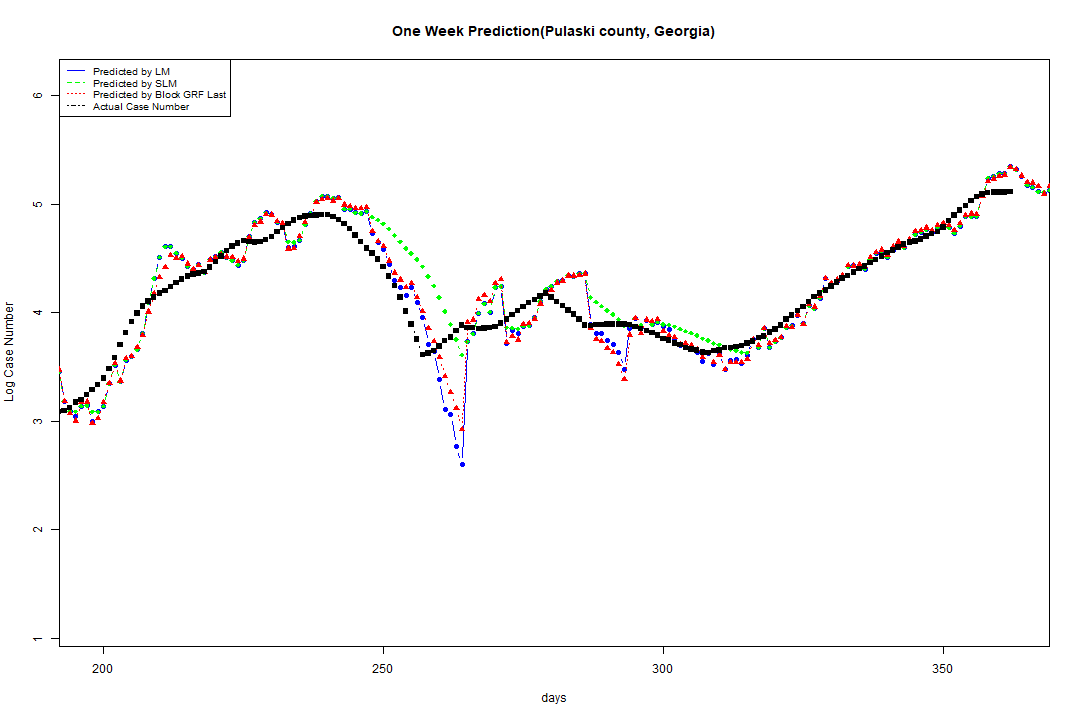 One Week Prediction(Pulaski county, Georgia)
Predicted by LM
Predicted by SLM
Predicted by Block GRF Last
Actual Case Number
6
5
4
3
2
1
Log Case Number
200 250 300 350
days